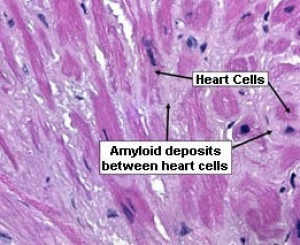 Heart Cells
Amyloid deposits
between heart cells